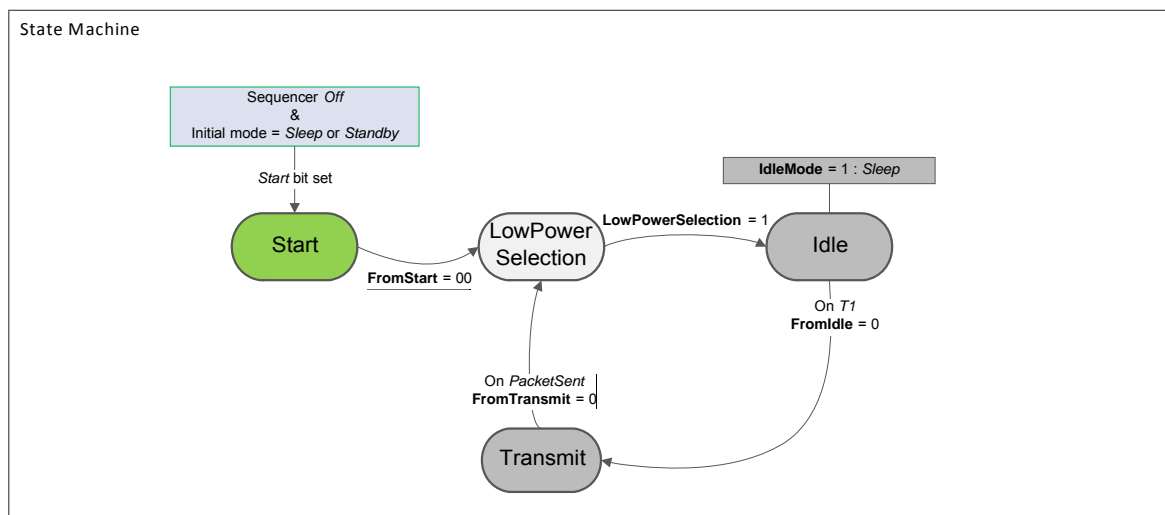 State Machine
Sequencer Off
&
Initial mode = Sleep or Standby
Start bit set
IdleMode = 1 : Sleep
Start
LowPower
Selection
LowPowerSelection = 1
Idle
FromStart = 00
On T1
FromIdle = 0
On PacketSent
FromTransmit = 0
Transmit